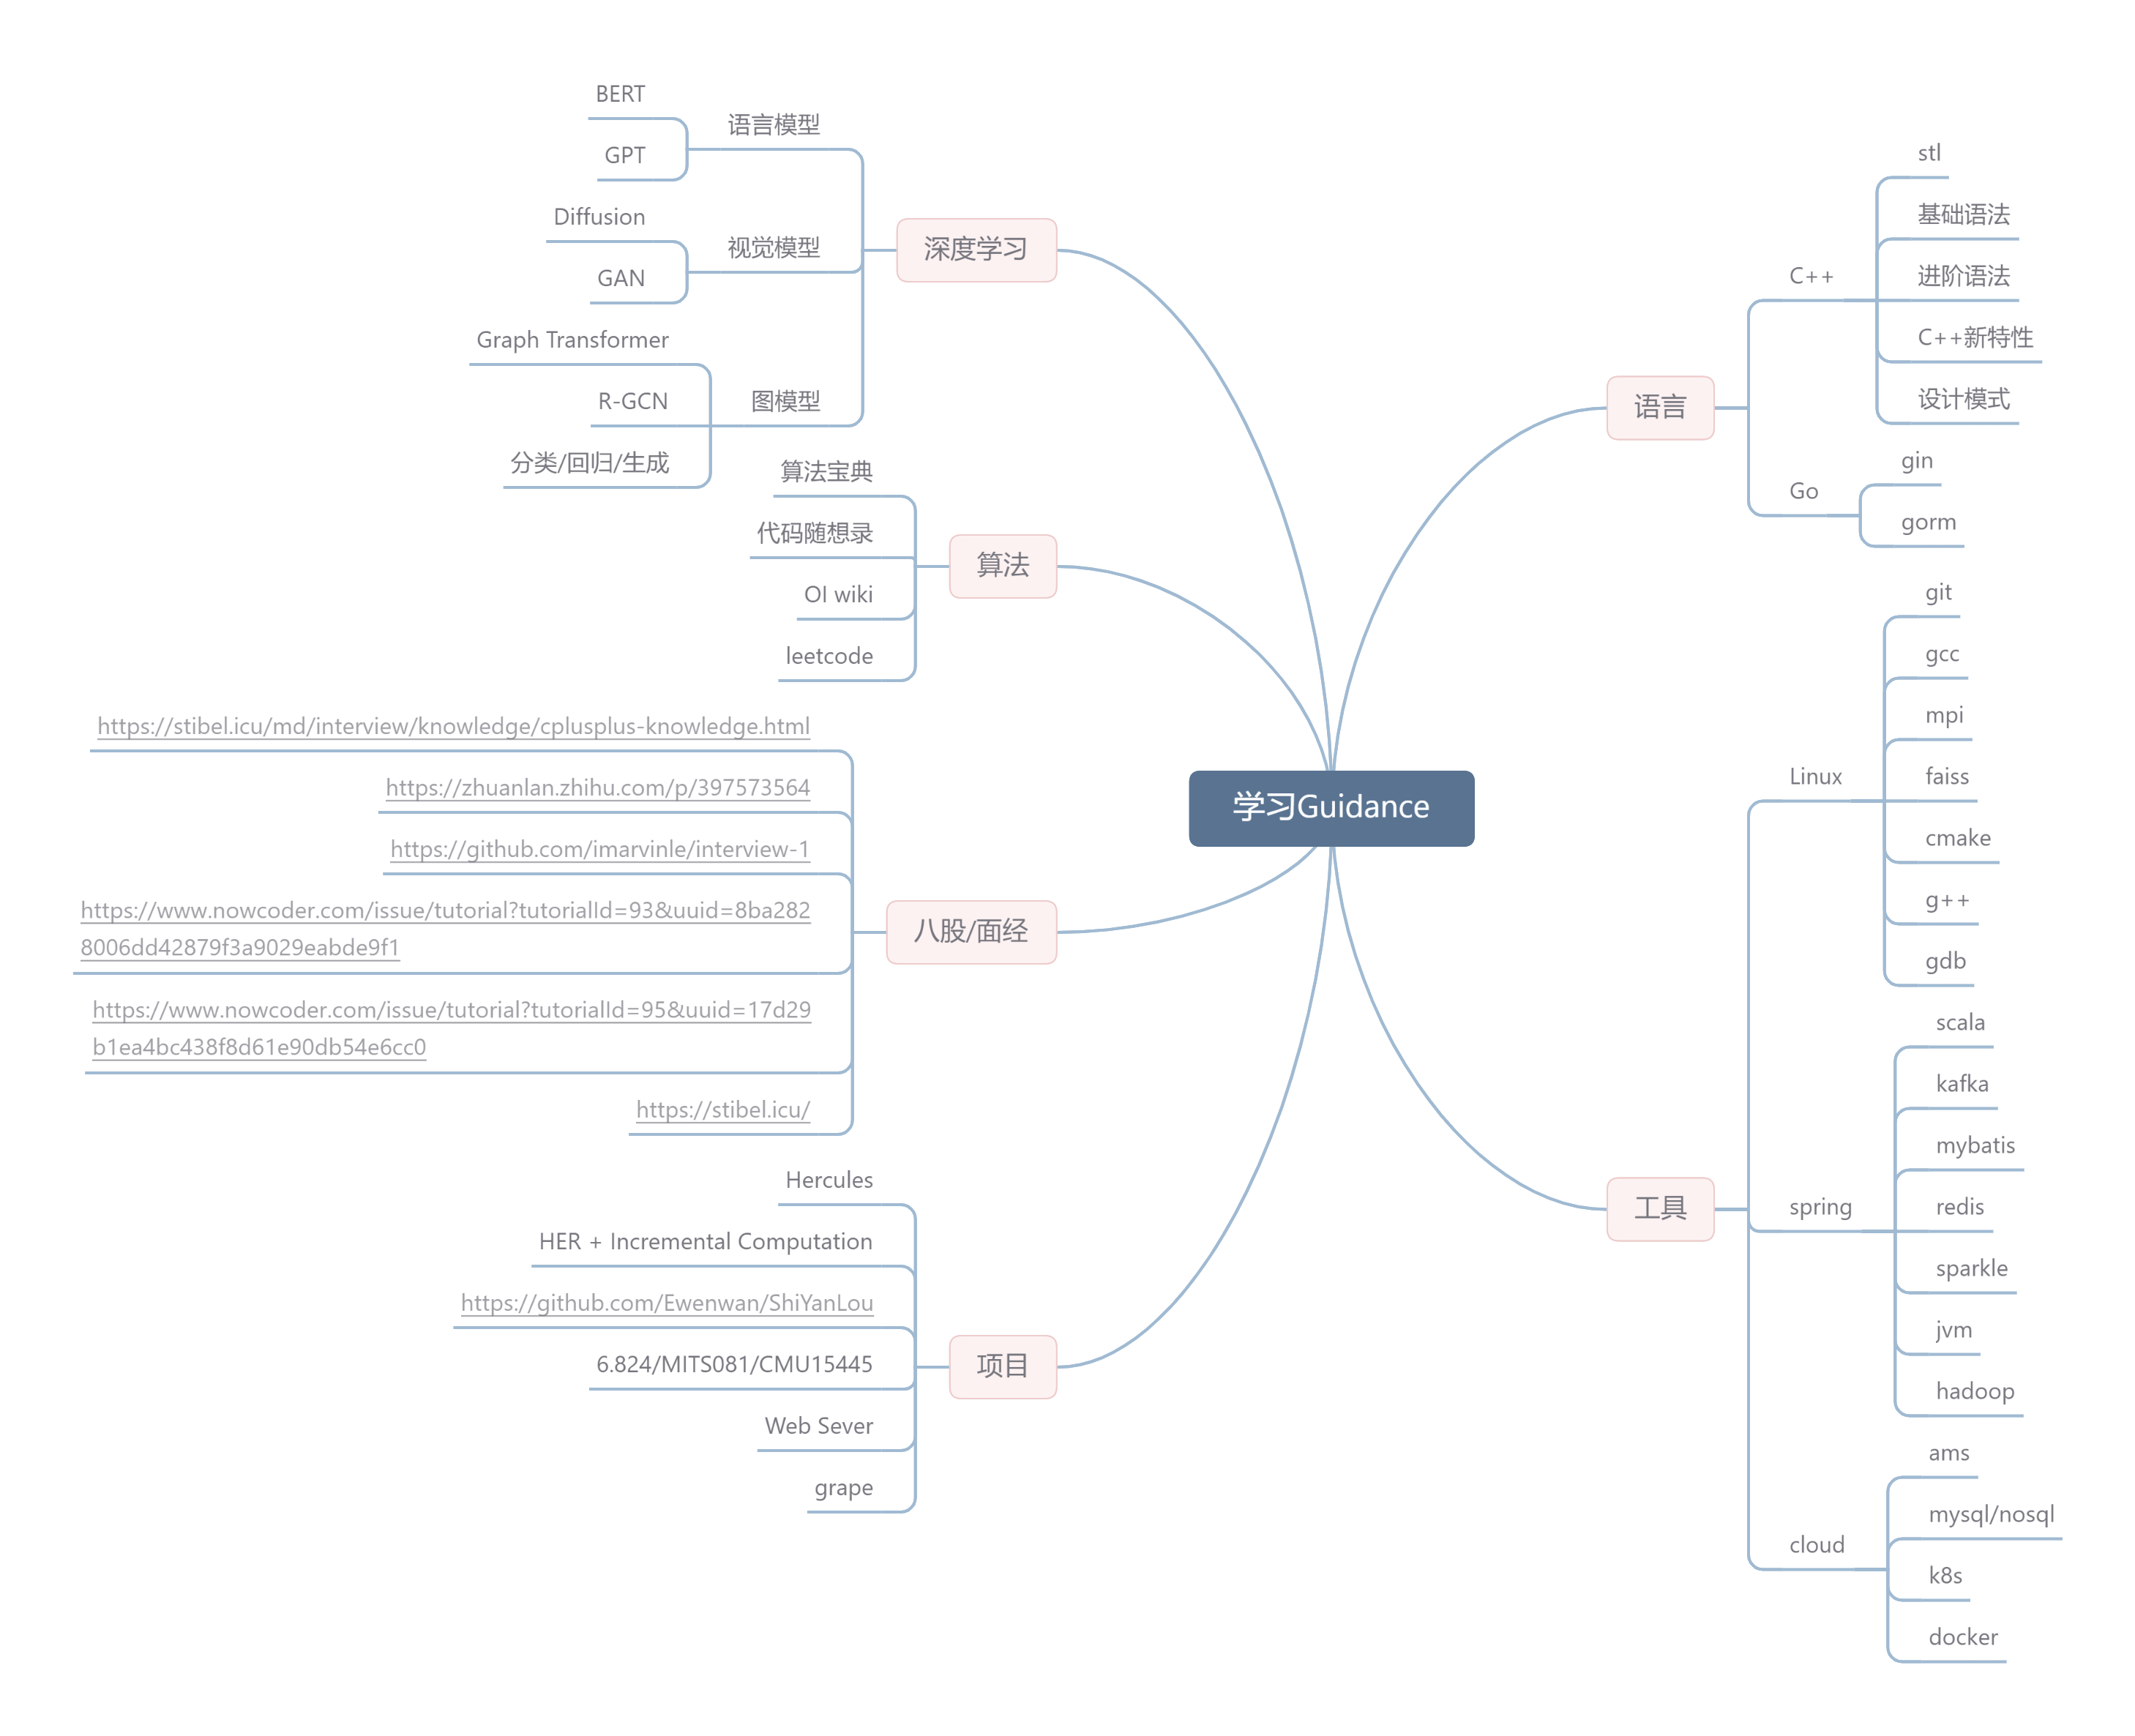 学习Guidance
语言
C++
stl
基础语法
进阶语法
C++新特性
设计模式
Go
gin
gorm
工具
Linux
git
gcc
mpi
faiss
cmake
g++
gdb
spring
scala
kafka
mybatis
redis
sparkle
jvm
hadoop
cloud
ams
mysql/nosql
k8s
docker
深度学习
语言模型
BERT
GPT
视觉模型
Diffusion
GAN
图模型
Graph Transformer
R-GCN
分类/回归/生成
算法
算法宝典
代码随想录
OI wiki
leetcode
八股/面经
https://stibel.icu/md/interview/knowledge/cplusplus-knowledge.html
https://zhuanlan.zhihu.com/p/397573564
https://github.com/imarvinle/interview-1
https://www.nowcoder.com/issue/tutorial?tutorialId=93&uuid=8ba282
8006dd42879f3a9029eabde9f1
https://www.nowcoder.com/issue/tutorial?tutorialId=95&uuid=17d29
b1ea4bc438f8d61e90db54e6cc0
https://stibel.icu/
项目
Hercules
HER + Incremental Computation
https://github.com/Ewenwan/ShiYanLou
6.824/MITS081/CMU15445
Web Sever
grape